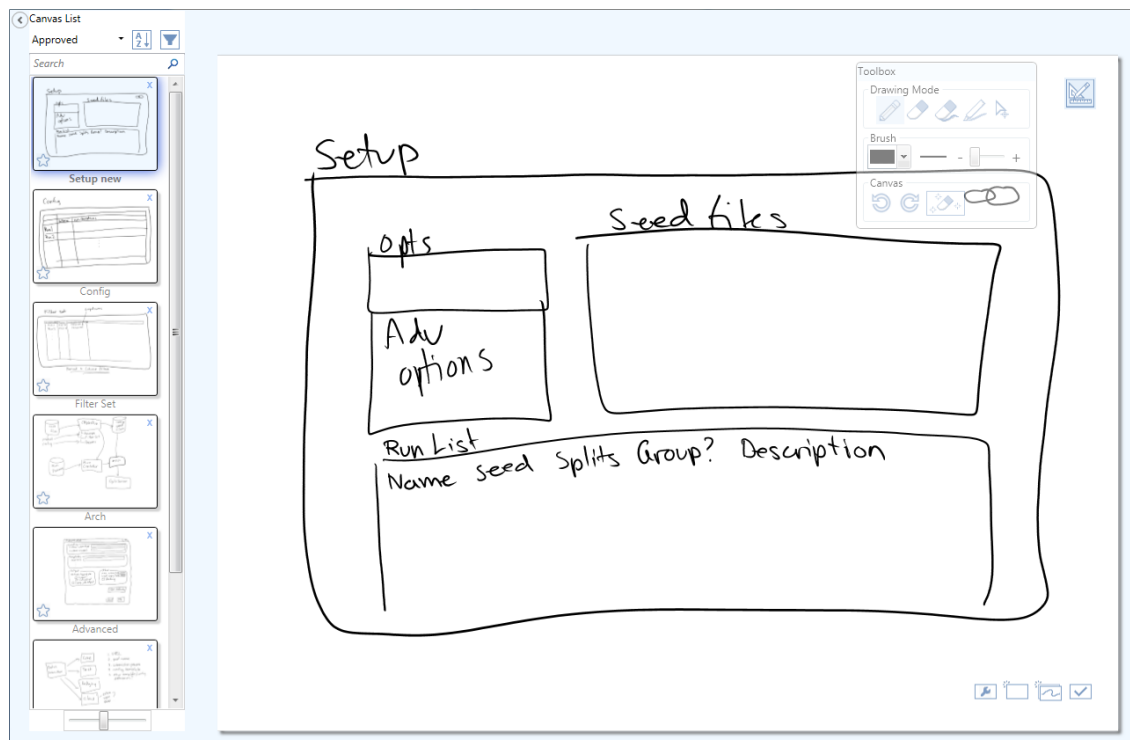 Canvas List
Approved
Search
Setup new
Config
Filter Set
Arch
Advanced
Toolbox
Drawing Mode
Brush
- +
Canvas
Setup
opts
Seed files
Adv
options
Run List
Name seed splits Group? Description